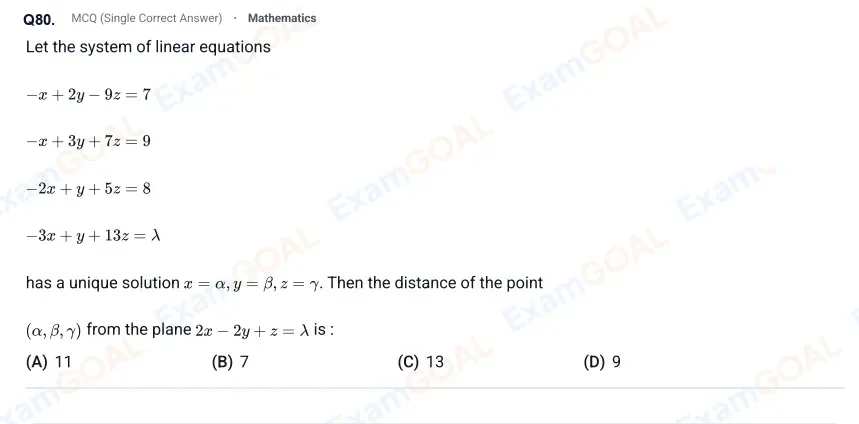 Q80. MCQ (Single Correct Answer) · Mathematics
Let the system of linear equations
−x + 2y − 9z = 7
−x + 3y + 7z = 9
−2x + y + 5z = 8
−3x + y + 13z = λ
has a unique solution x = α, y = β, z = γ. Then the distance of the point
(α, β, γ) from the plane 2x − 2y + z = λ is :
(A) 11 (B) 7 (C) 13 (D) 9
ExamGOAL